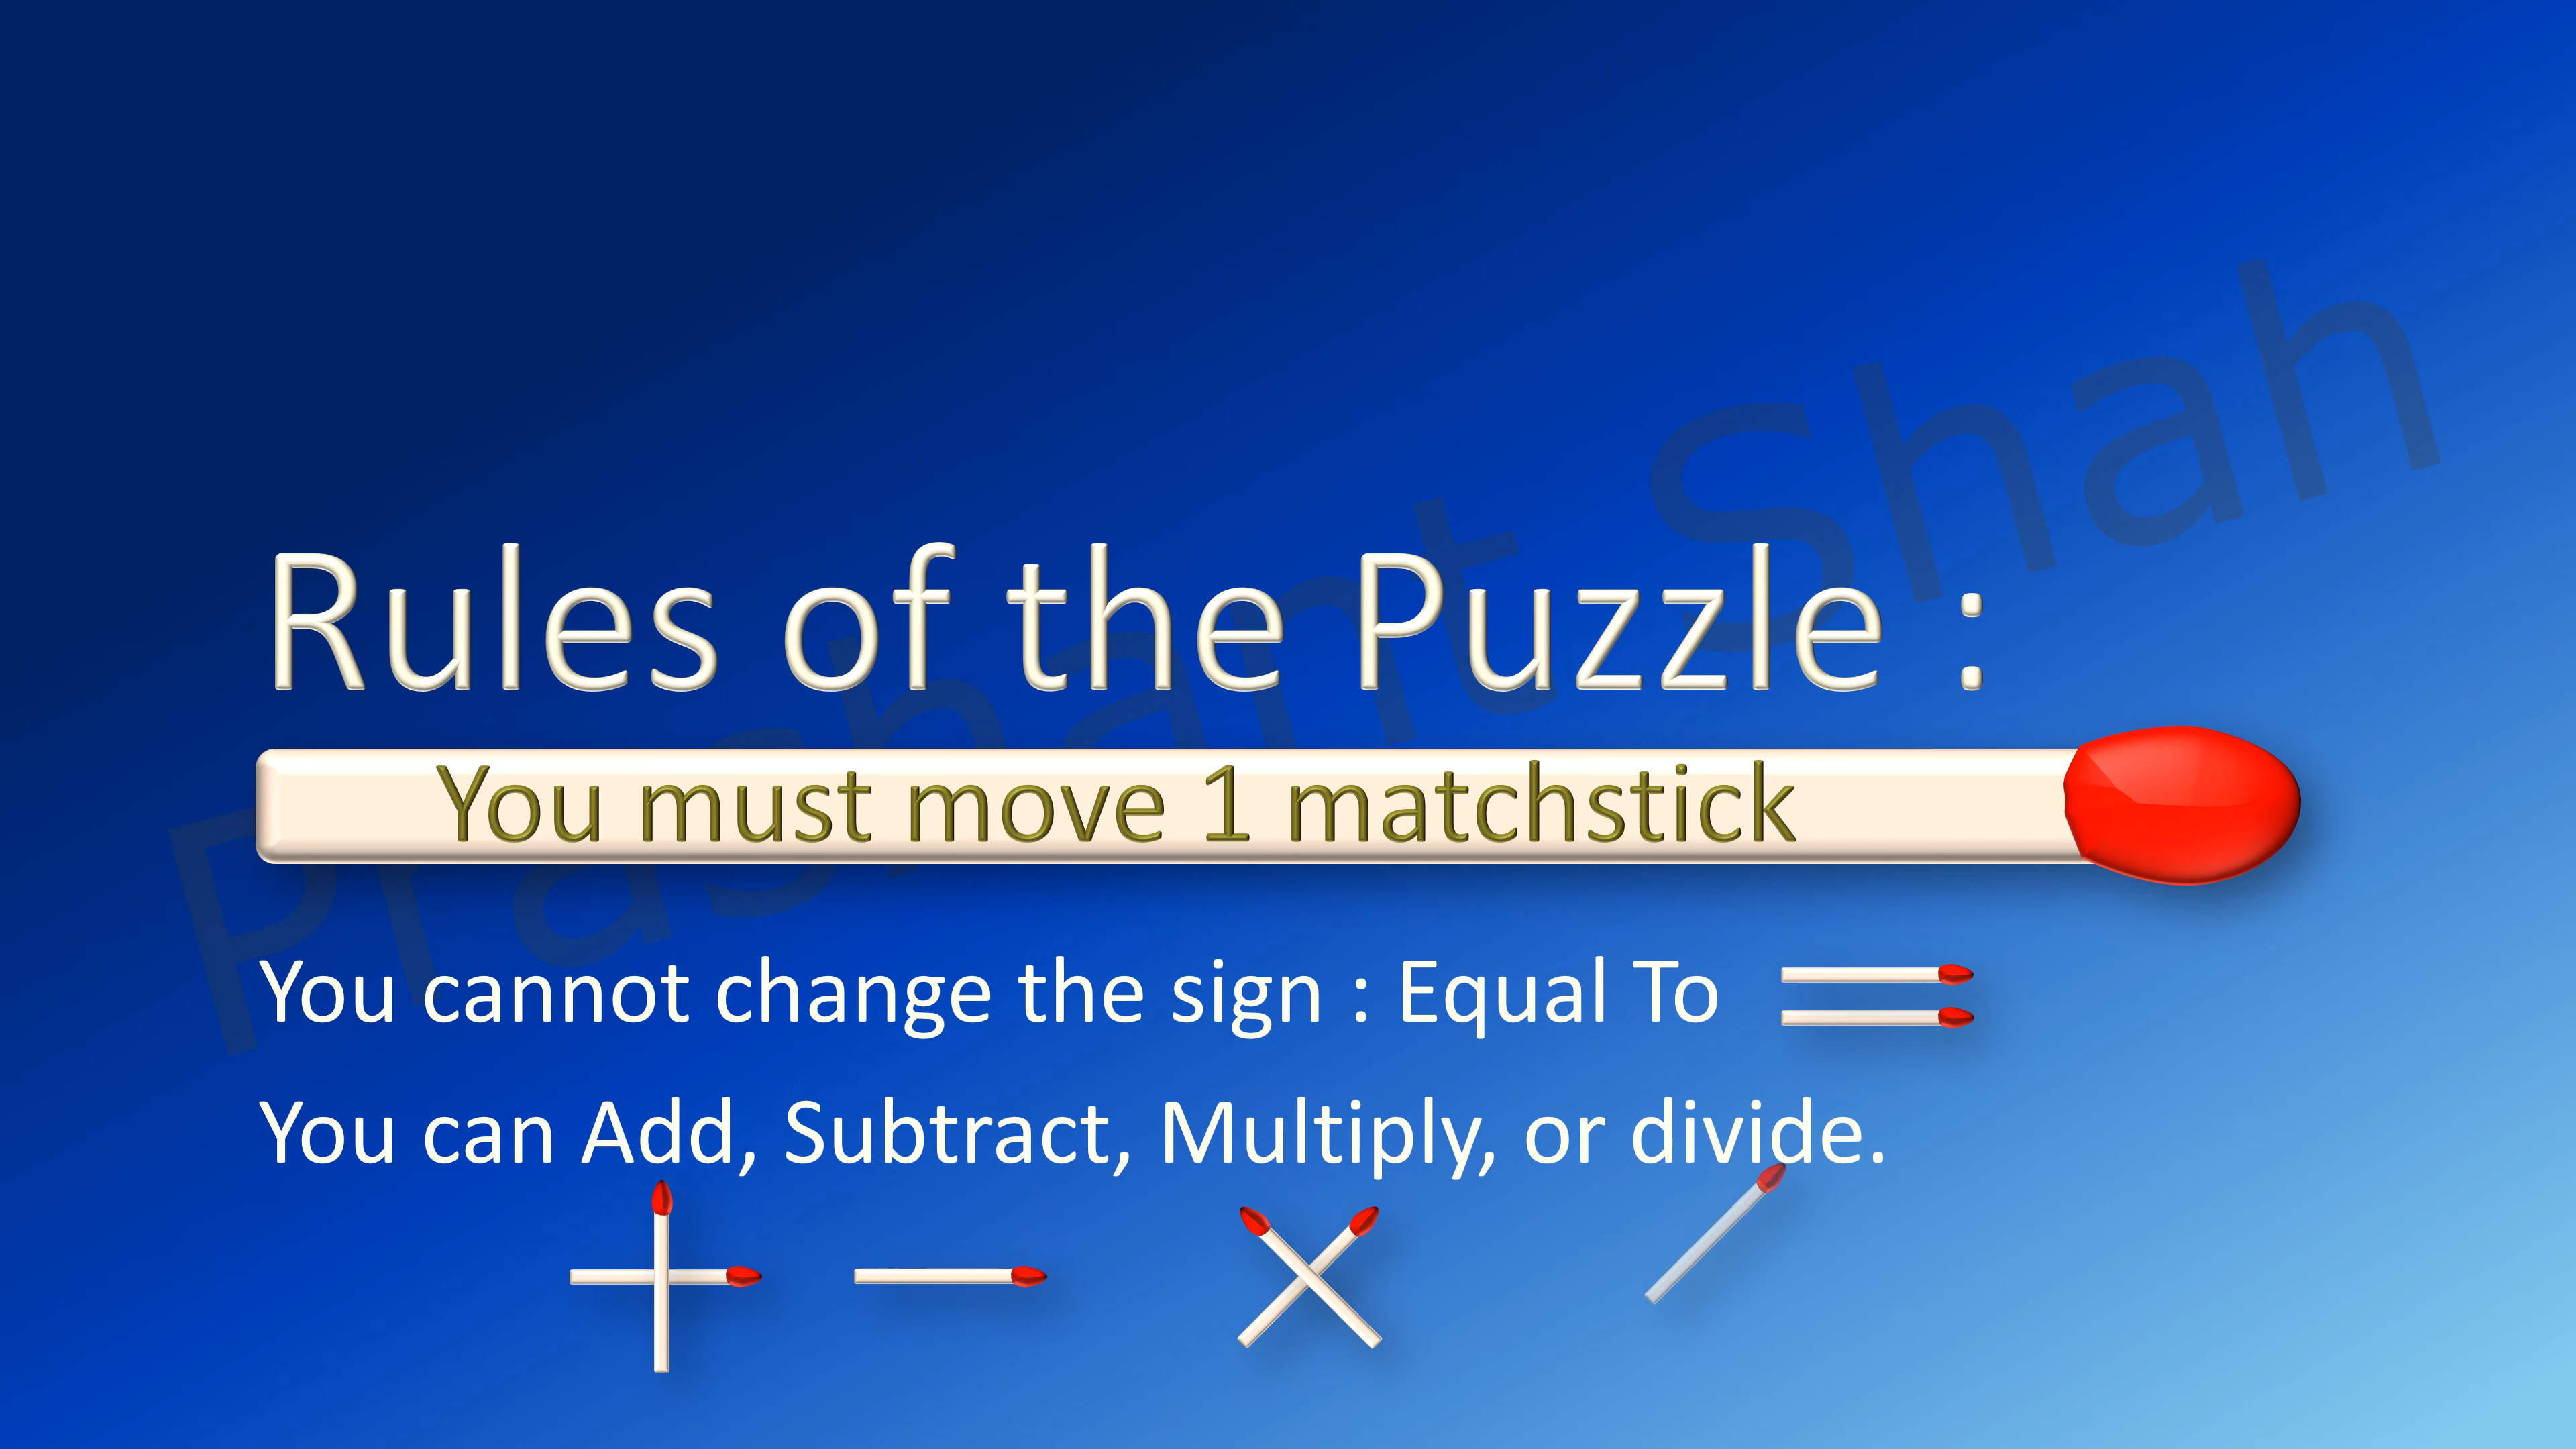 Rules of the Puzzle :
You must move 1 matchstick
You cannot change the sign : Equal To =
You can Add, Subtract, Multiply, or divide.
+ − × /
Prashant Shah